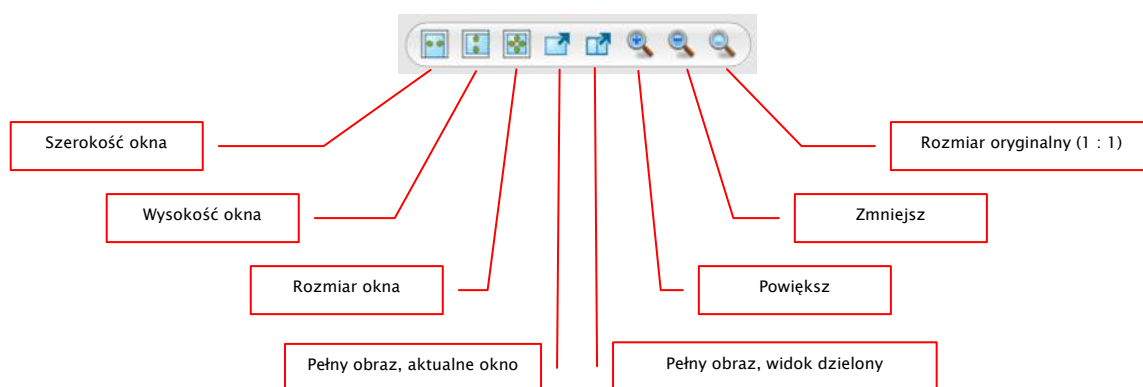 Szerokość okna
Rozmiar oryginalny (1 : 1)
Wysokość okna
Zmniejsz
Rozmiar okna
Powiększ
Pełny obraz, aktualne okno
Pełny obraz, widok dzielony